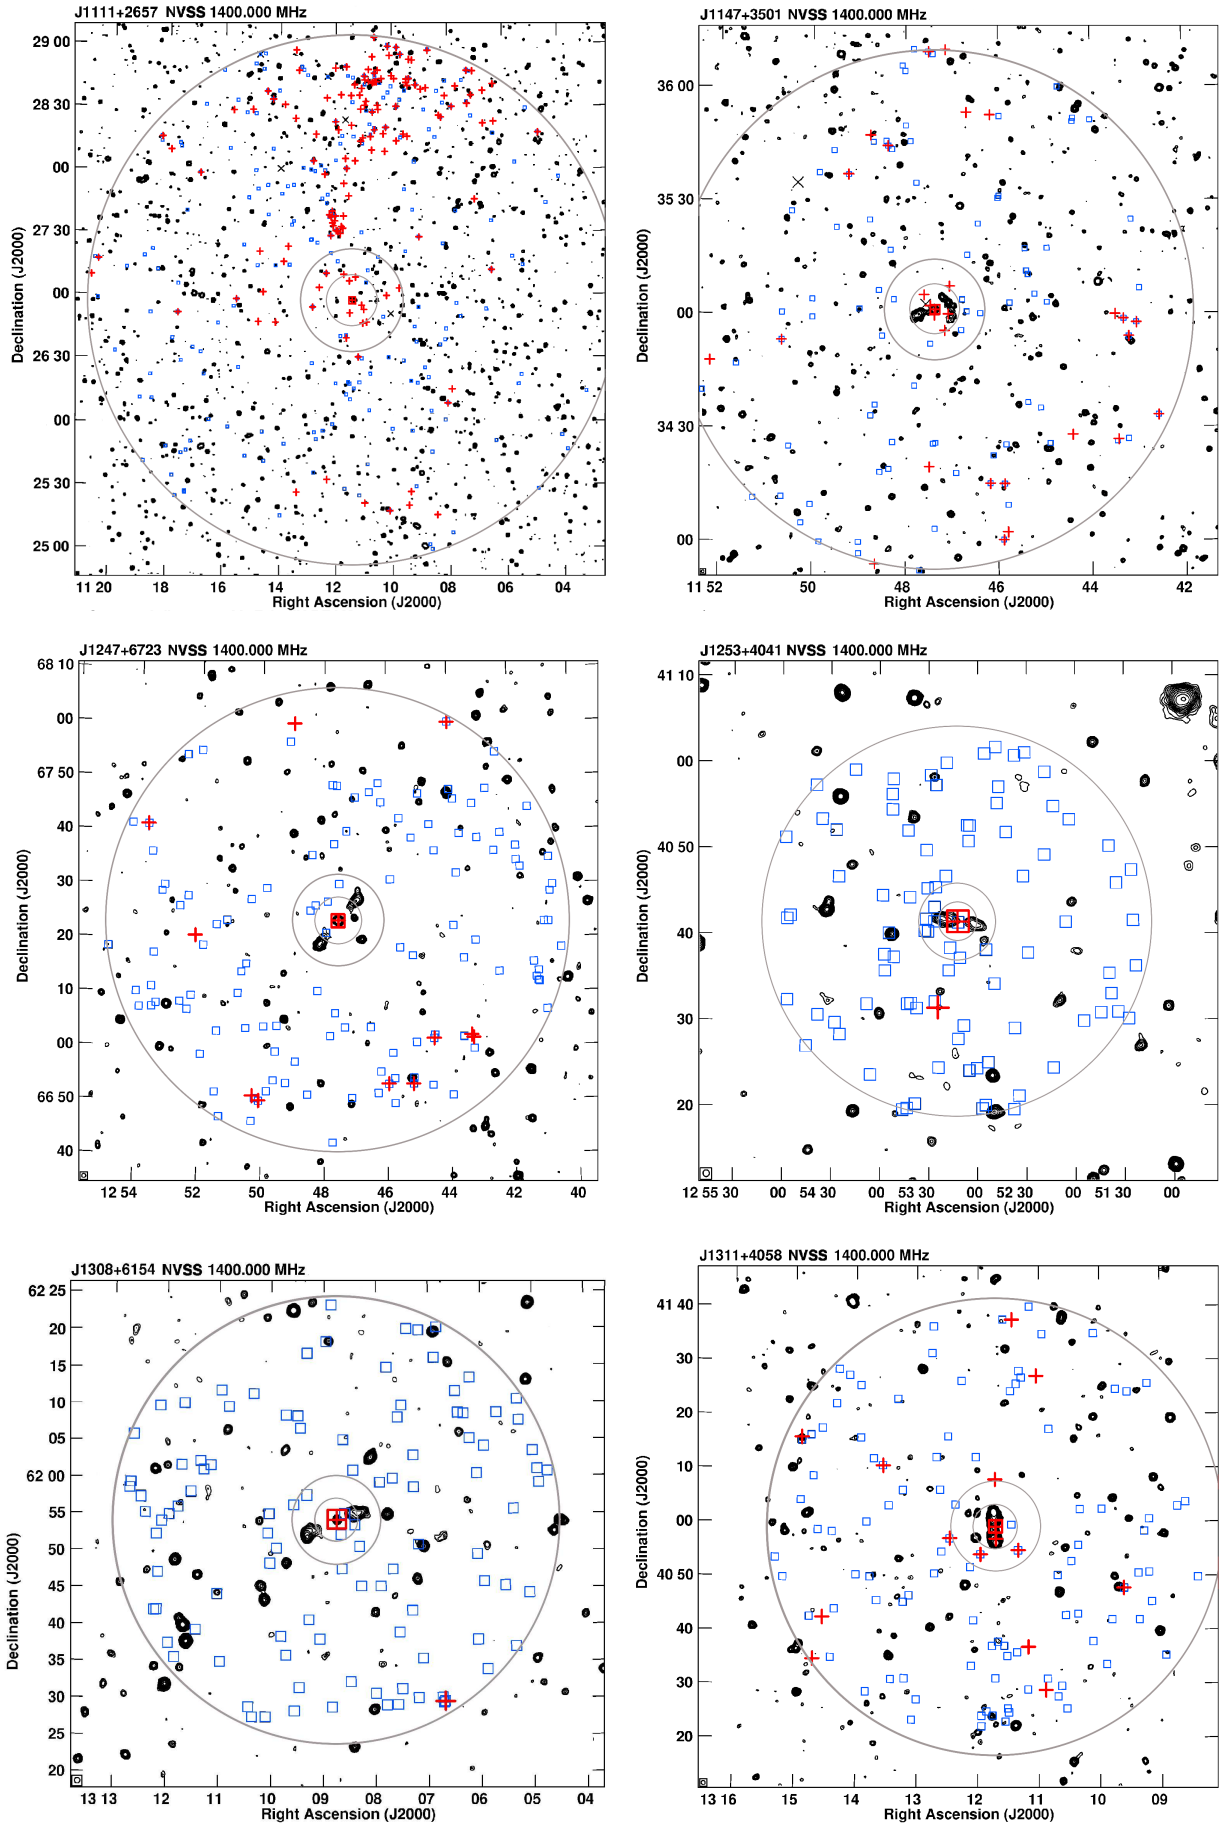 J1111+2657 NVSS 1400.000 MHz
Declination (J2000)
29 00
28 30
00
27 30
00
26 30
00
25 30
25 00
11 20 18 16 14 12 10 08 06 04
Right Ascension (J2000)
J1147+3501 NVSS 1400.000 MHz
Declination (J2000)
36 00
35 30
00
34 30
00
11 52 50 48 46 44 42
Right Ascension (J2000)
J1247+6723 NVSS 1400.000 MHz
Declination (J2000)
68 10
00
67 50
40
30
20
10
00
66 50
40
12 54 52 50 48 46 44 42 40
Right Ascension (J2000)
J1253+4041 NVSS 1400.000 MHz
Declination (J2000)
41 10
00
40 50
40
30
20
12 55 30 00 54 30 00 53 30 00 52 30 00 51 30 00
Right Ascension (J2000)
J1308+6154 NVSS 1400.000 MHz
Declination (J2000)
62 25
20
15
10
05
62 00
55
50
45
40
35
30
25
20
13 13 12 11 10 09 08 07 06 05 04
Right Ascension (J2000)
J1311+4058 NVSS 1400.000 MHz
Declination (J2000)
41 40
30
20
10
00
40 50
40
30
20
13 16 15 14 13 12 11 10 09
Right Ascension (J2000)